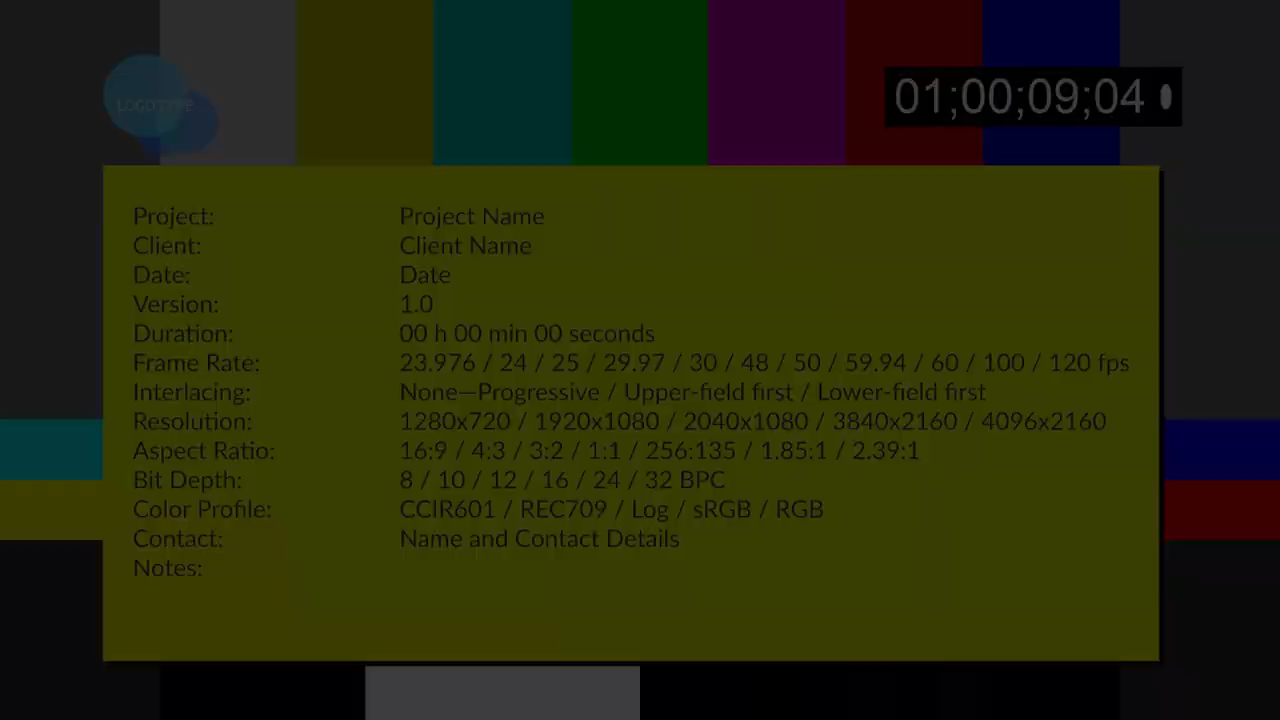 LOGOTYPE
01;00;09;04
Project: Project Name
Client: Client Name
Date: Date
Version: 1.0
Duration: 00 h 00 min 00 seconds
Frame Rate: 23.976 / 24 / 25 / 29.97 / 30 / 48 / 50 / 59.94 / 60 / 100 / 120 fps
Interlacing: None—Progressive / Upper-field first / Lower-field first
Resolution: 1280x720 / 1920x1080 / 2040x1080 / 3840x2160 / 4096x2160
Aspect Ratio: 16:9 / 4:3 / 3:2 / 1:1 / 256:135 / 1.85:1 / 2.39:1
Bit Depth: 8 / 10 / 12 / 16 / 24 / 32 BPC
Color Profile: CCIR601 / REC709 / Log / sRGB / RGB
Contact: Name and Contact Details
Notes: